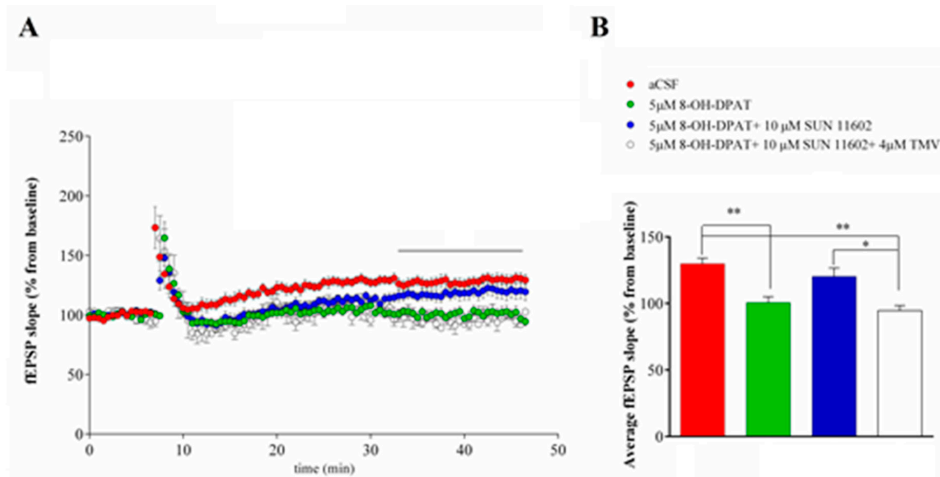 A
B
aCSF
5μM 8-OH-DPAT
5μM 8-OH-DPAT+ 10 μM SUN 11602
5μM 8-OH-DPAT+ 10 μM SUN 11602+ 4μM TMV
fEPSP slope (% from baseline)
250
200
150
100
50
0
0 10 20 30 40 50
time (min)
Average fEPSP slope (% from baseline)
150
100
50
0
**
**
*